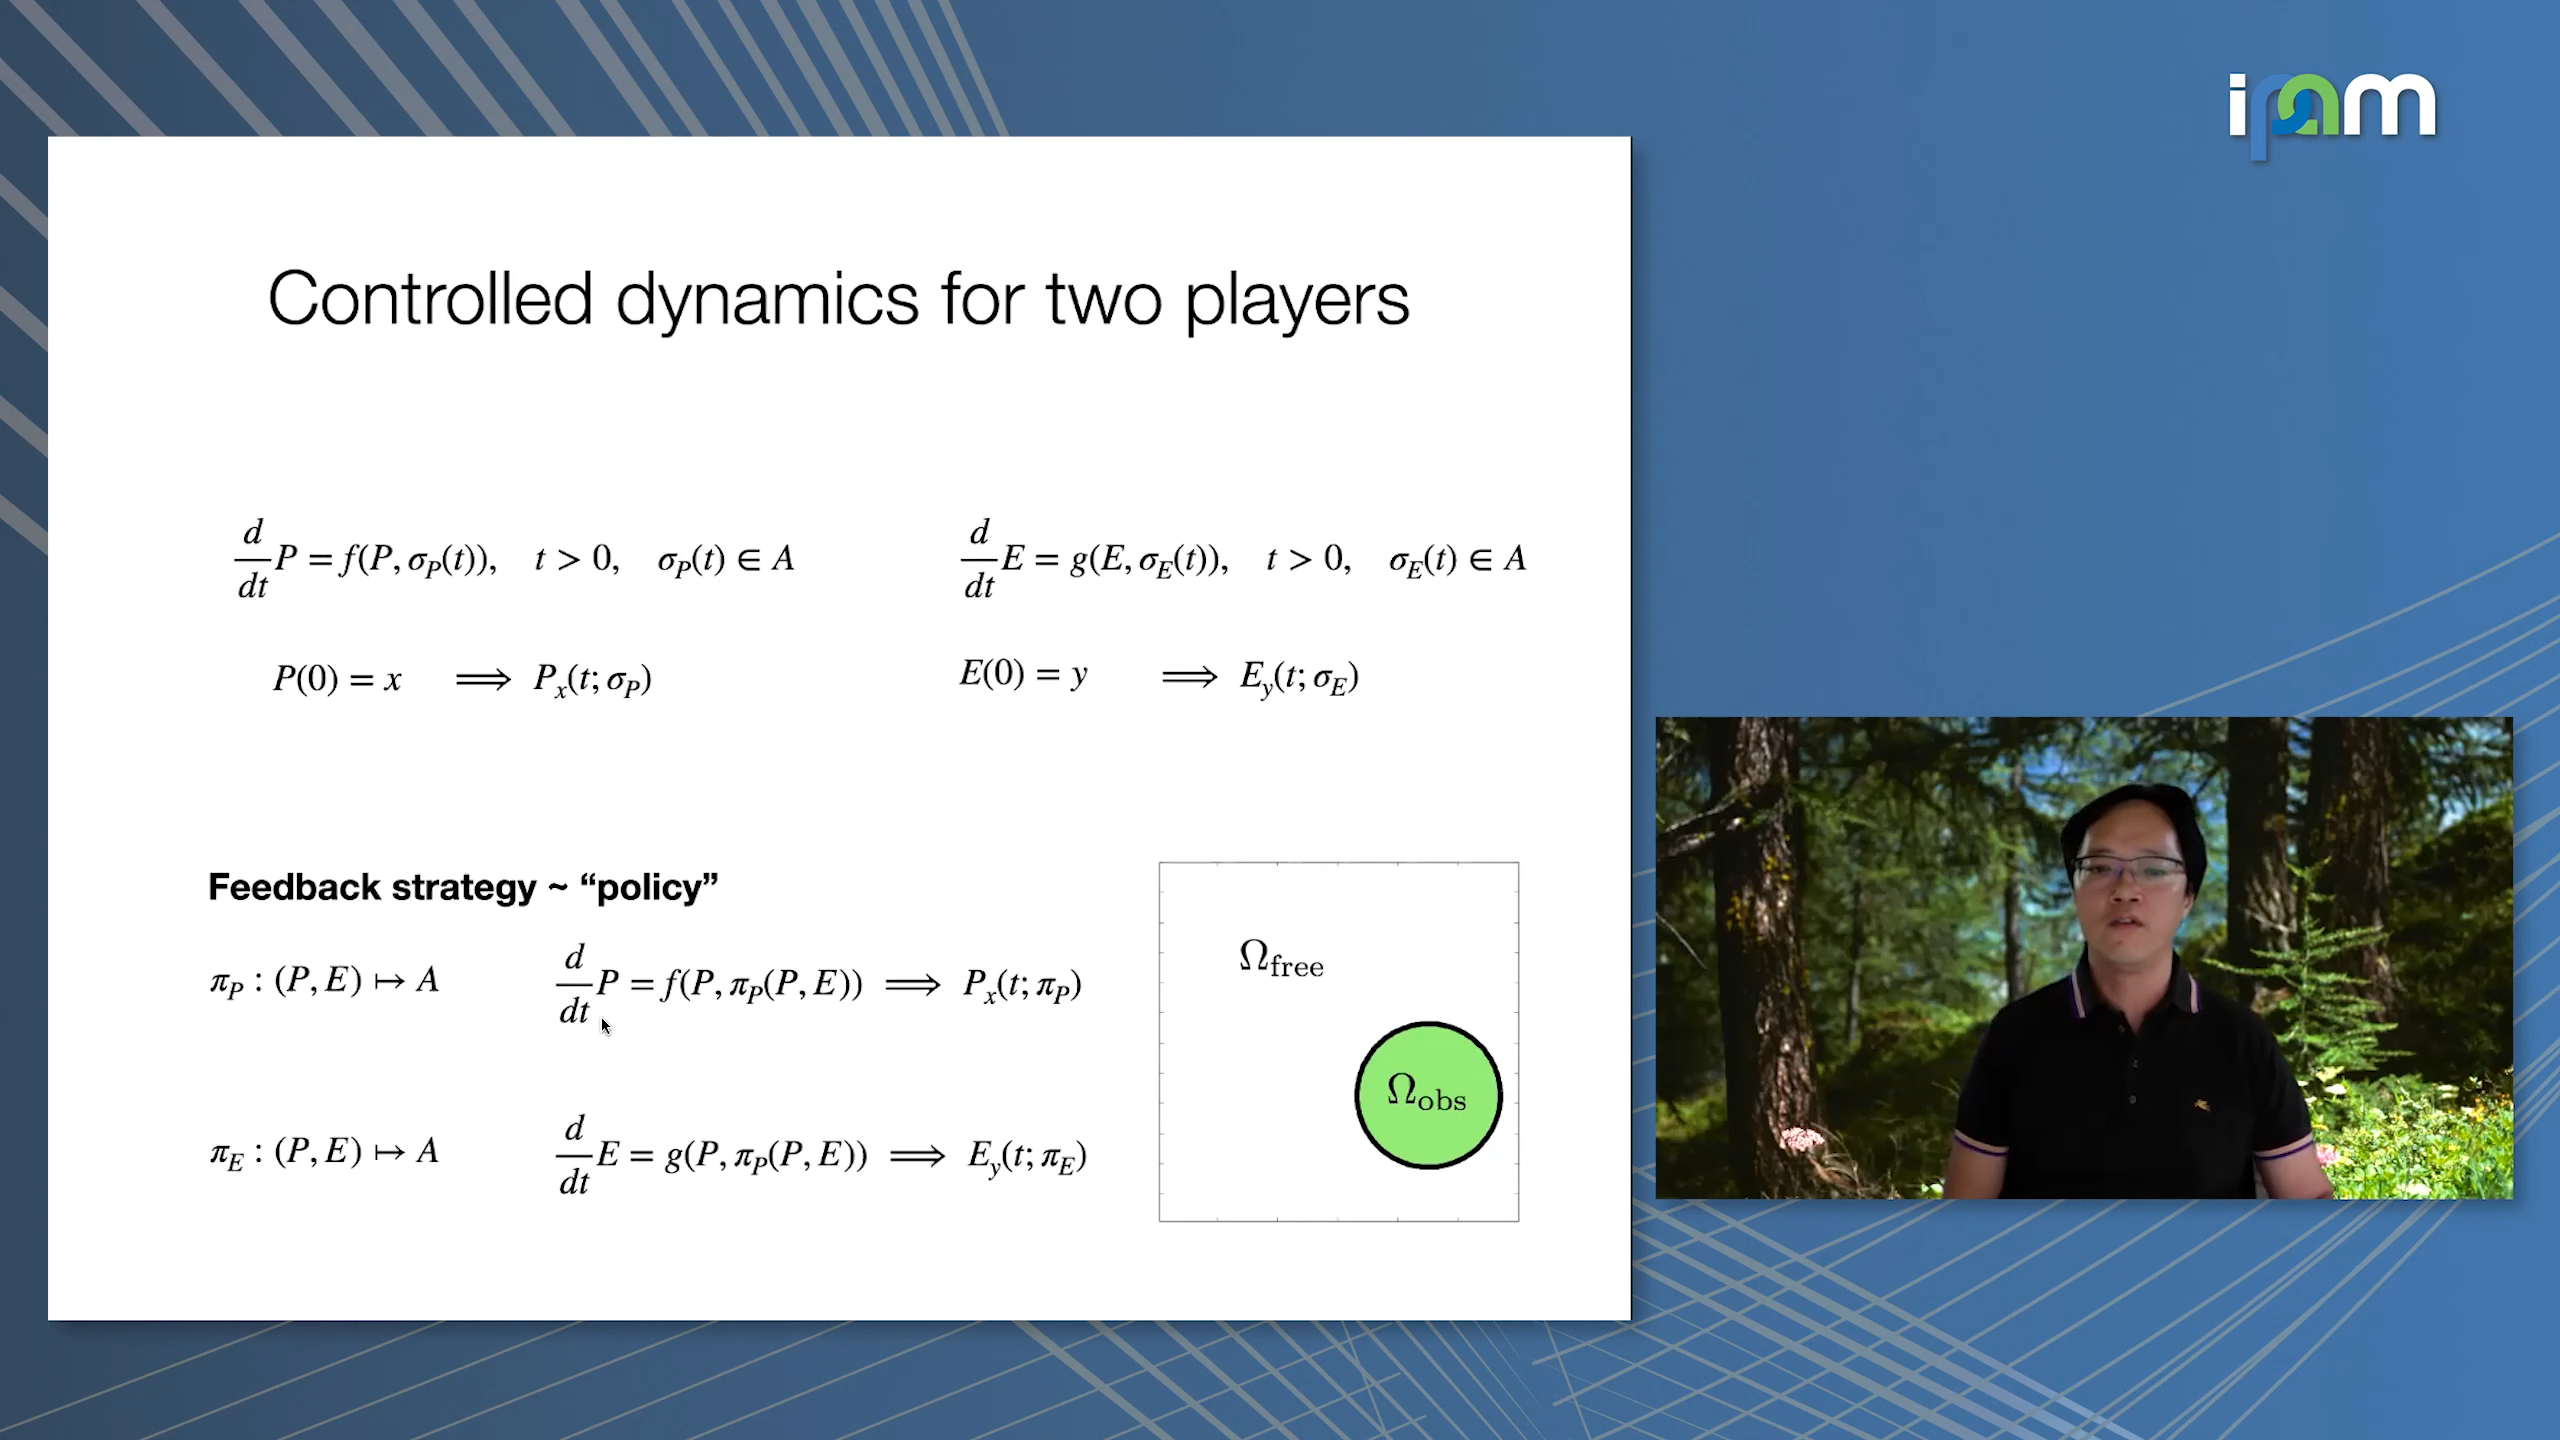 ipam
Controlled dynamics for two players
d/dt P = f(P, σ_P(t)), t > 0, σ_P(t) ∈ A
d/dt E = g(E, σ_E(t)), t > 0, σ_E(t) ∈ A
P(0) = x ⟹ P_x(t; σ_P)
E(0) = y ⟹ E_y(t; σ_E)
Feedback strategy ~ “policy”
π_P : (P, E) ↦ A
d/dt P = f(P, π_P(P, E)) ⟹ P_x(t; π_P)
π_E : (P, E) ↦ A
d/dt E = g(P, π_P(P, E)) ⟹ E_y(t; π_E)
Ω_free
Ω_obs